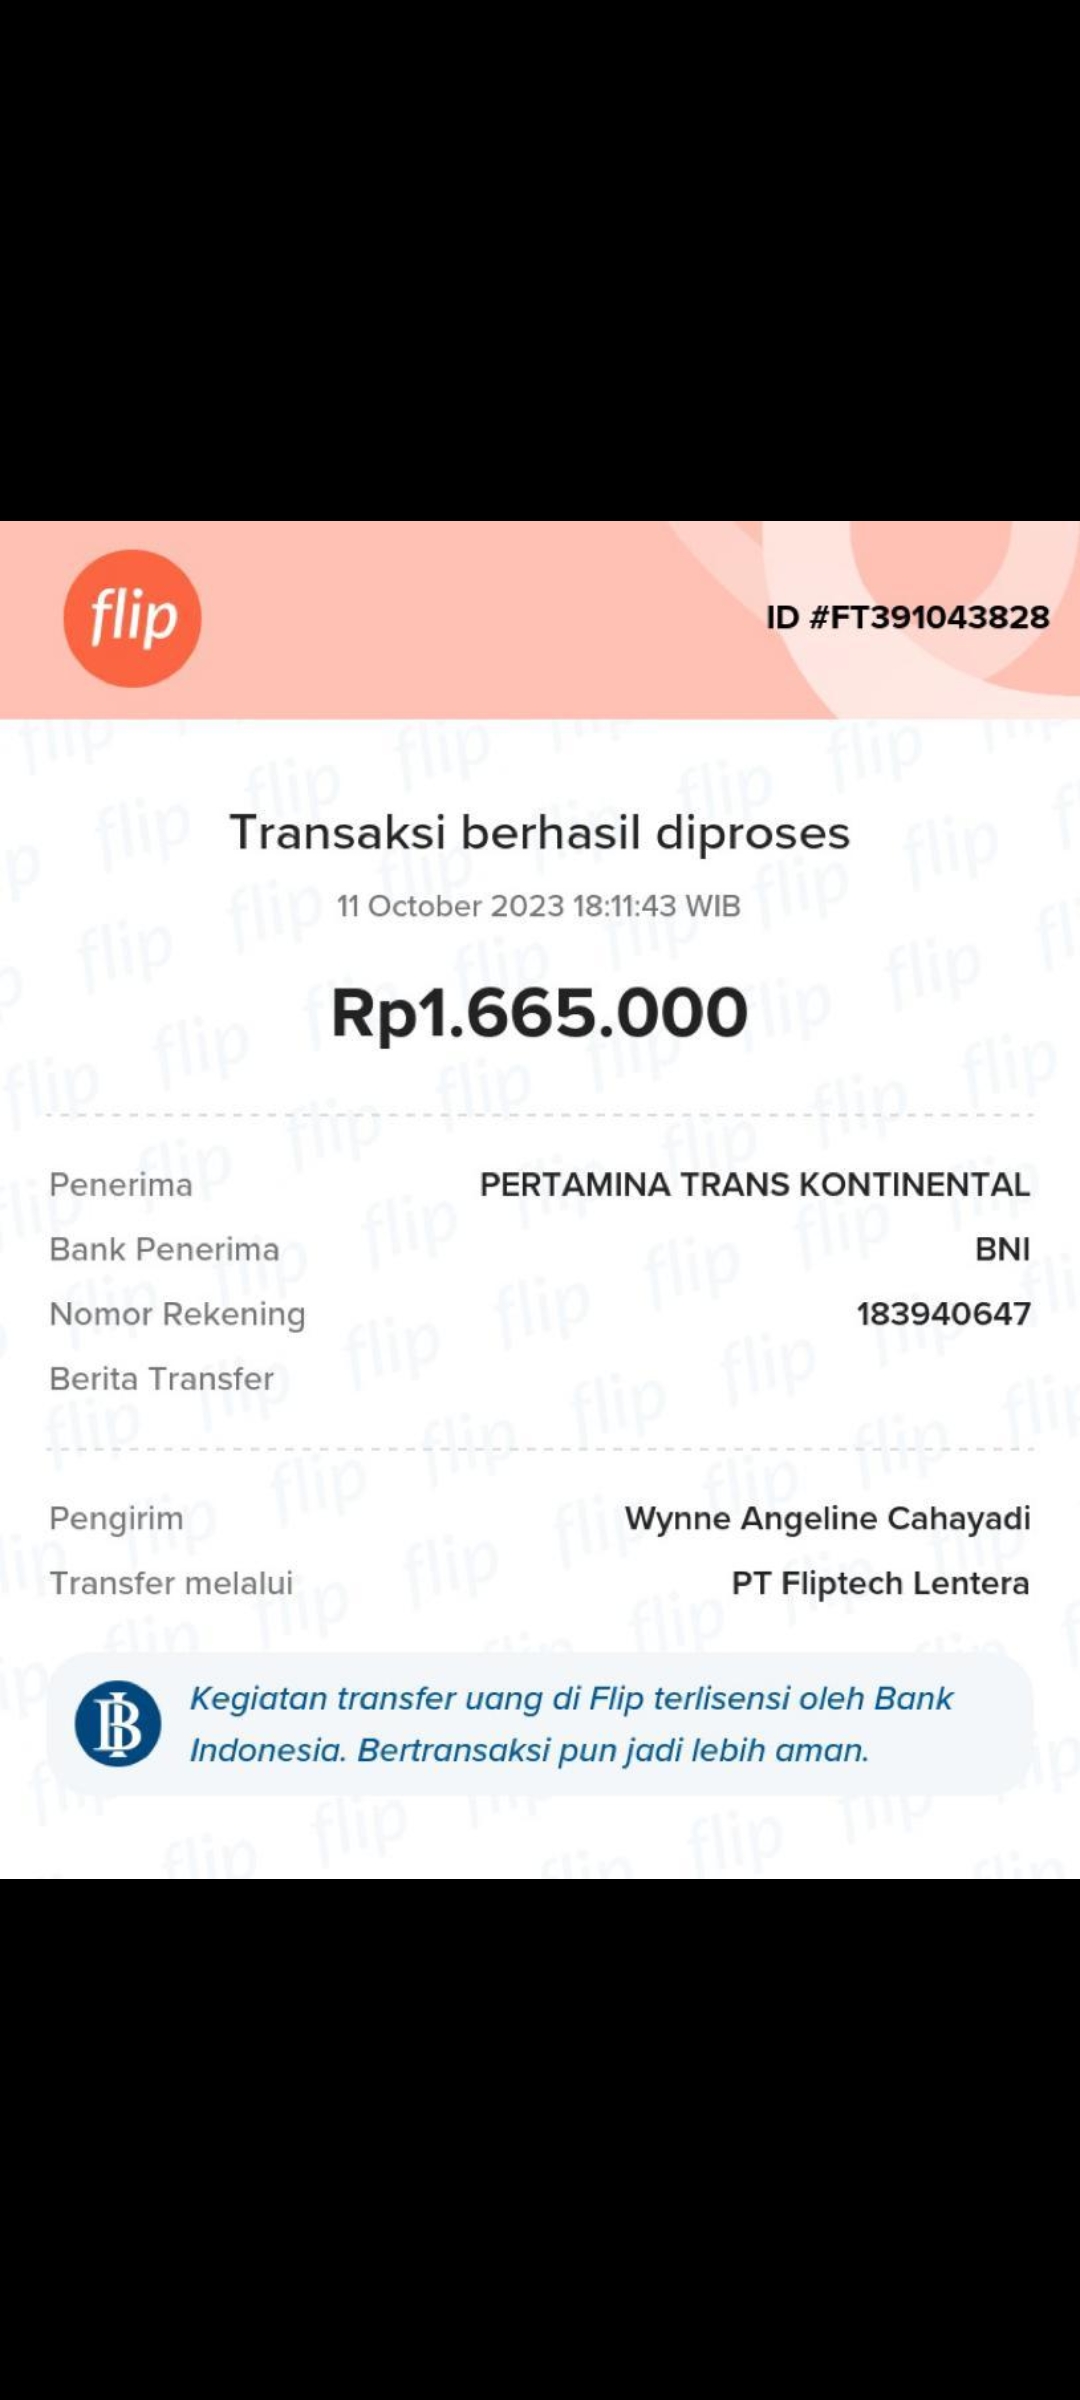 flip
ID #FT391043828
Transaksi berhasil diproses
11 October 2023 18:11:43 WIB
Rp1.665.000
Penerima PERTAMINA TRANS KONTINENTAL
Bank Penerima BNI
Nomor Rekening 183940647
Berita Transfer
Pengirim Wynne Angeline Cahayadi
Transfer melalui PT Fliptech Lentera
Kegiatan transfer uang di Flip terlisensi oleh Bank
Indonesia. Bertransaksi pun jadi lebih aman.